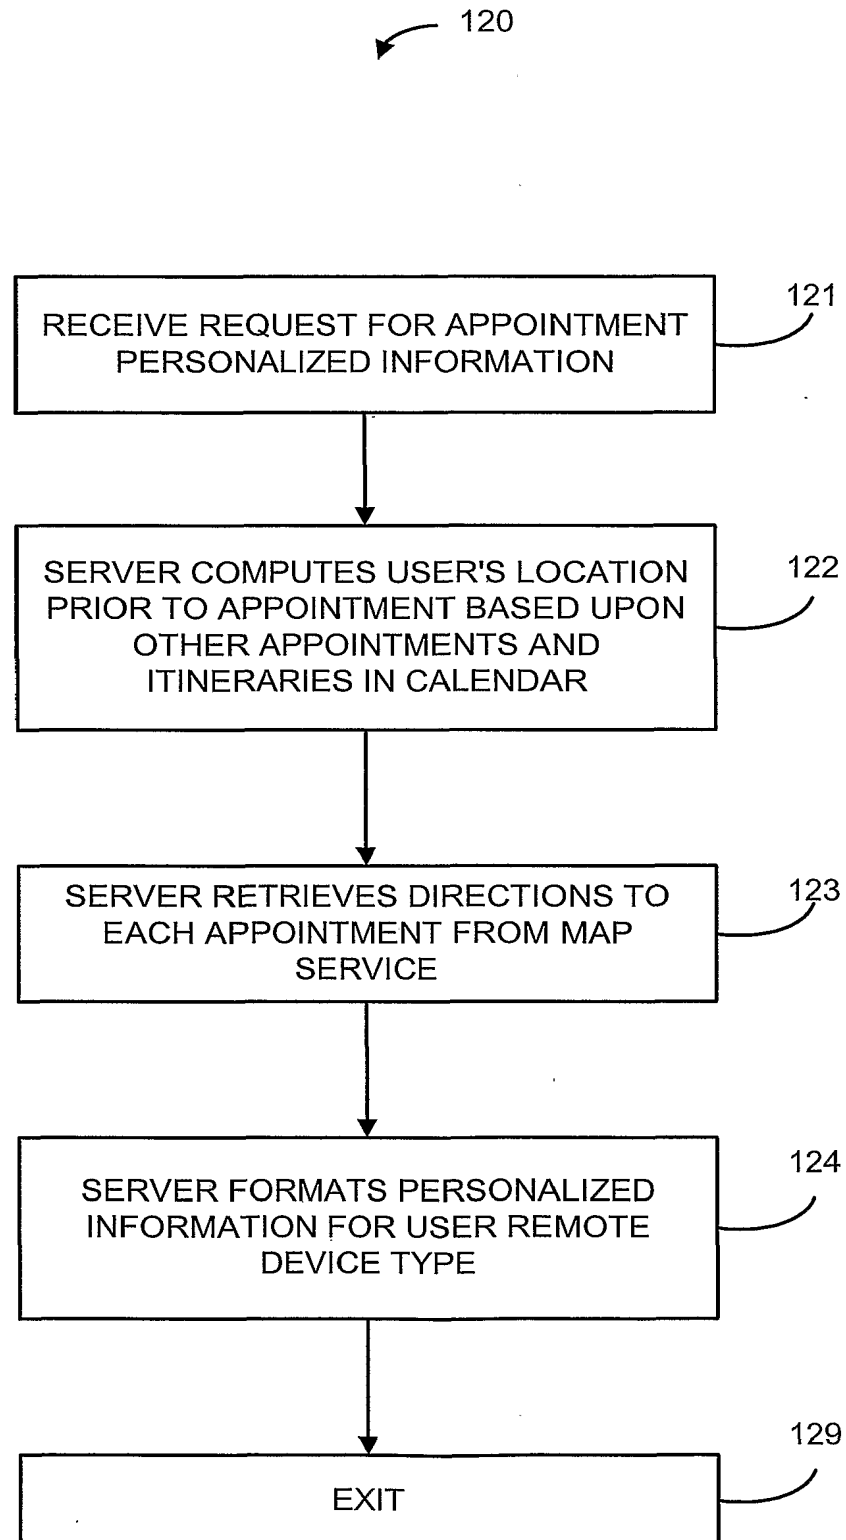 120
RECEIVE REQUEST FOR APPOINTMENT
PERSONALIZED INFORMATION
121
SERVER COMPUTES USER'S LOCATION
PRIOR TO APPOINTMENT BASED UPON
OTHER APPOINTMENTS AND
ITINERARIES IN CALENDAR
122
SERVER RETRIEVES DIRECTIONS TO
EACH APPOINTMENT FROM MAP
SERVICE
123
SERVER FORMATS PERSONALIZED
INFORMATION FOR USER REMOTE
DEVICE TYPE
124
EXIT
129